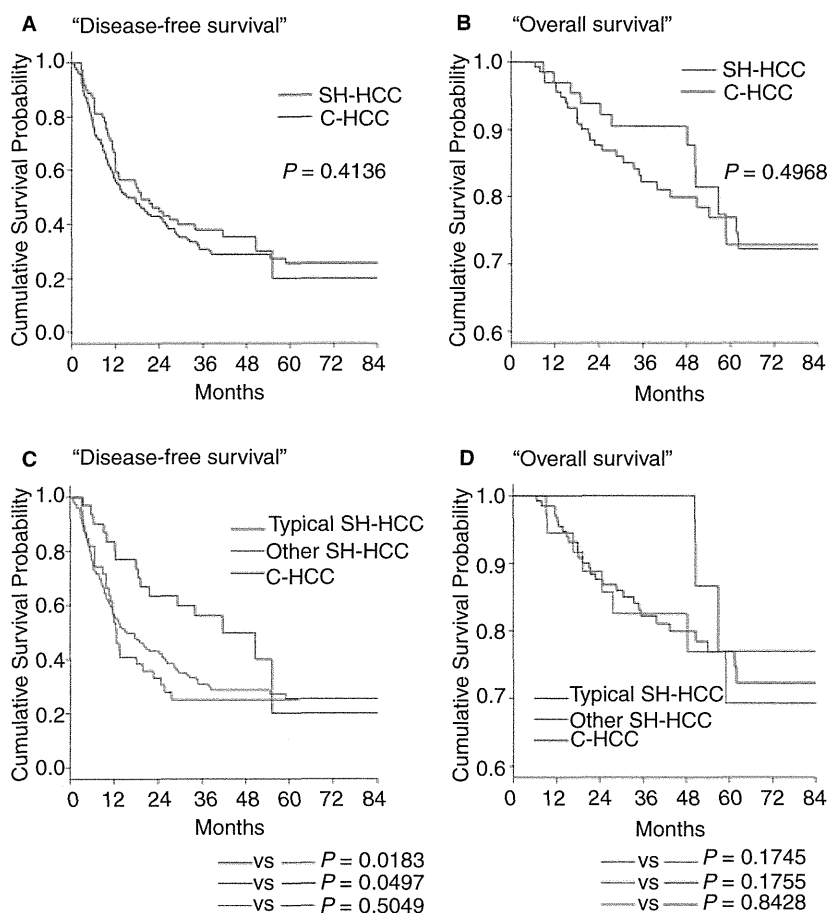 A "Disease-free survival"
Cumulative Survival Probability
1.0
0.8
0.6
0.4
0.2
0.0
SH-HCC
C-HCC
P = 0.4136
0 12 24 36 48 60 72 84
Months
B "Overall survival"
Cumulative Survival Probability
1.0
0.9
0.8
0.7
0.6
SH-HCC
C-HCC
P = 0.4968
0 12 24 36 48 60 72 84
Months
C "Disease-free survival"
Cumulative Survival Probability
1.0
0.8
0.6
0.4
0.2
0.0
Typical SH-HCC
Other SH-HCC
C-HCC
0 12 24 36 48 60 72 84
Months
vs P = 0.0183
vs P = 0.0497
vs P = 0.5049
D "Overall survival"
Cumulative Survival Probability
1.0
0.9
0.8
0.7
0.6
Typical SH-HCC
Other SH-HCC
C-HCC
0 12 24 36 48 60 72 84
Months
vs P = 0.1745
vs P = 0.1755
vs P = 0.8428